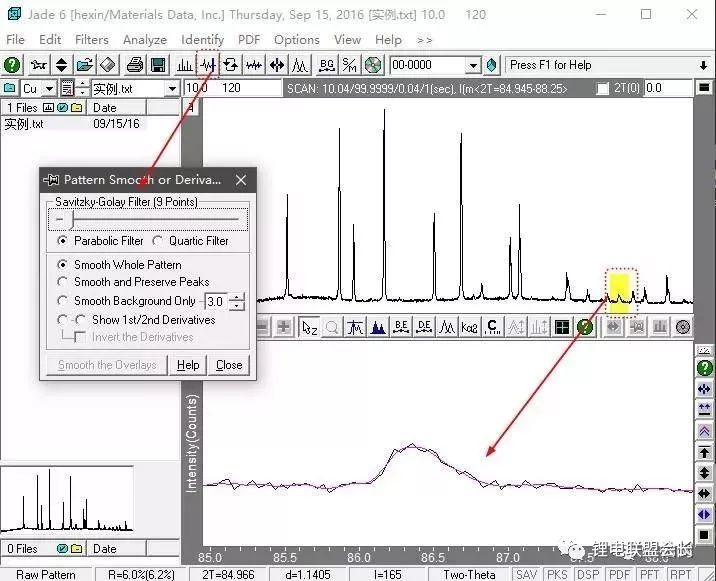 Jade 6 [hexin/Materials Data, Inc.] Thursday, Sep 15, 2016 [实例.txt] 10.0 120
File Edit Filters Analyze Identify PDF Options View Help >>
BG S/M 00-0000 Press F1 for Help
Cu 实例.txt 10.0 120 SCAN: 10.04/99.9999/0.04/1(sec), I(m<2T=84.945-88.25> 2T(0) 0.0
1 Files Date
实例.txt 09/15/16
Pattern Smooth or Deriva...
Savitzky-Golay Filter (9 Points)
Parabolic Filter Quartic Filter
Smooth Whole Pattern
Smooth and Preserve Peaks
Smooth Background Only 3.0
Show 1st/2nd Derivatives
Invert the Derivatives
Smooth the Overlays Help Close
B.E D.E Kα2 C
Intensity(Counts)
85.0 85.5 86.0 86.5 87.0
锂电联盟会长
0 Files Date
Raw Pattern R=6.0%(6.2%) 2T=84.966 d=1.1405 I=165 Two-Theta SAV PKS DSP PDF PFT RPT